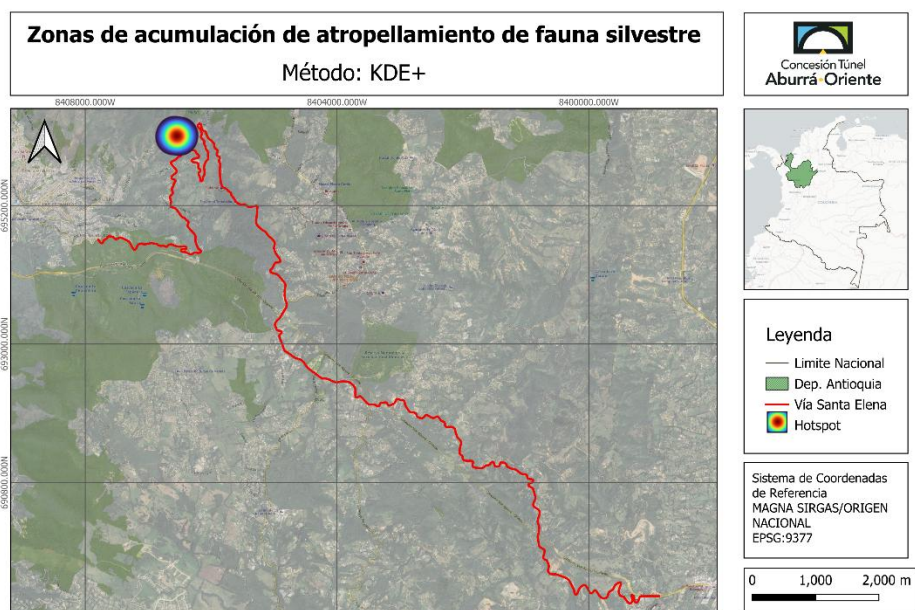 Zonas de acumulación de atropellamiento de fauna silvestre
Método: KDE+
Concesión Túnel
Aburrá Oriente
8408000.000W
8404000.000W
8400000.000W
695200.000N
693000.000N
690800.000N
Leyenda
Limite Nacional
Dep. Antioquia
Vía Santa Elena
Hotspot
Sistema de Coordenadas
de Referencia
MAGNA SIRGAS/ORIGEN
NACIONAL
EPSG:9377
0 1,000 2,000 m